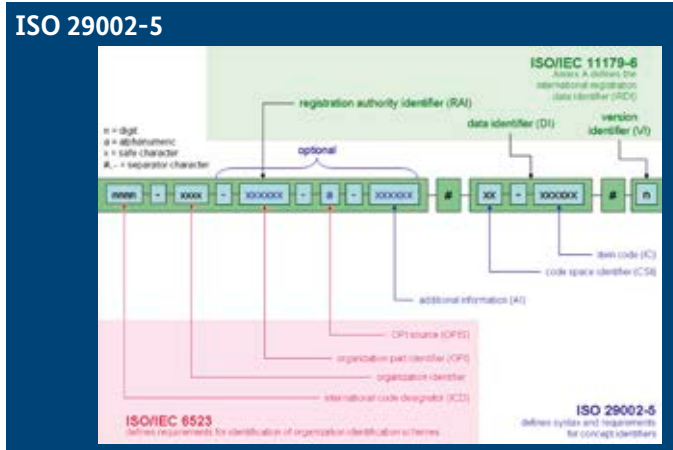 ISO 29002-5
ISO/IEC 11179-6
Annex A defines the
international registration
data identifier (IRDI)
registration authority identifier (RAI)
data identifier (DI)
version
identifier (VI)
n = digit
a = alphanumeric
x = safe character
#, - = separator character
optional
nnnn - xxxx - xxxxxx - a - xxxxxx # xx - xxxxxx # n
item code (IC)
code space identifier (CSI)
additional information (AI)
OPI source (OPIS)
organization part identifier (OPI)
organization identifier
international code designator (ICD)
ISO/IEC 6523
defines requirements for identification of organization identification schemes
ISO 29002-5
defines syntax and requirements
for concept identifiers